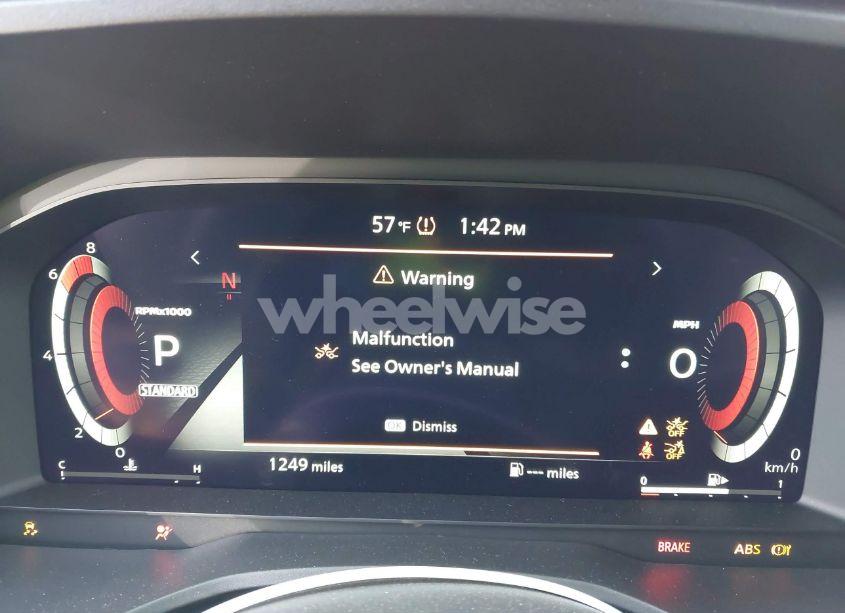 57°F 1:42 PM
8
6
RPMx1000
4
P
STANDARD
2
0
C H
N
Warning
wheelwise
Malfunction
See Owner's Manual
OK Dismiss
1249 miles
--- miles
MPH
0
OFF
OFF
0
km/h
0 1
BRAKE ABS